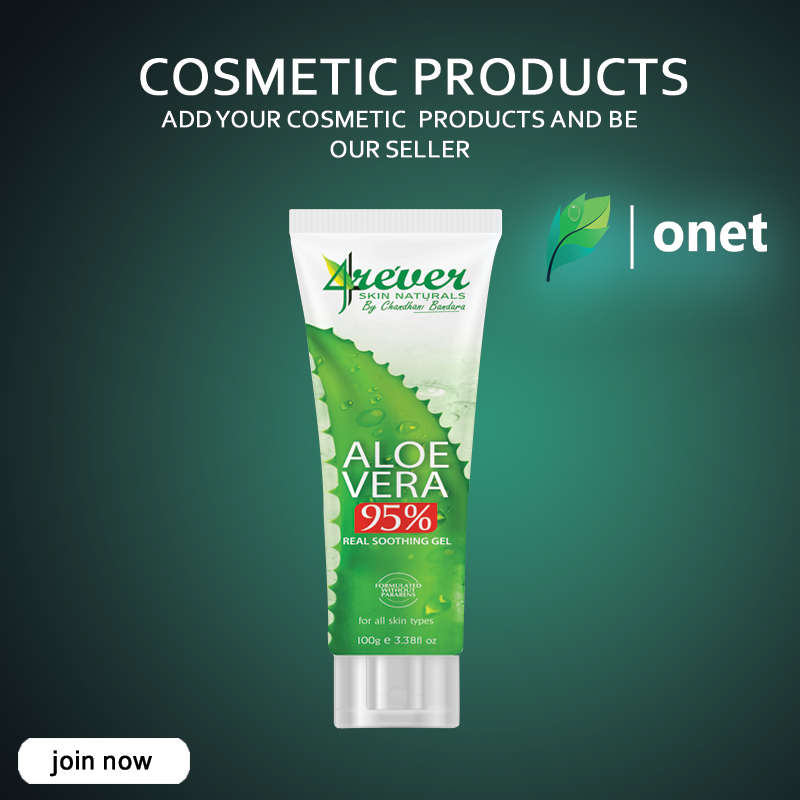 COSMETIC PRODUCTS
ADD YOUR COSMETIC PRODUCTS AND BE
OUR SELLER
onet
4rever
SKIN NATURALS
By Chandhani Bandara
ALOE
VERA
95%
REAL SOOTHING GEL
FORMULATED
WITHOUT
PARABENS
for all skin types
100g e 3.38fl oz
join now